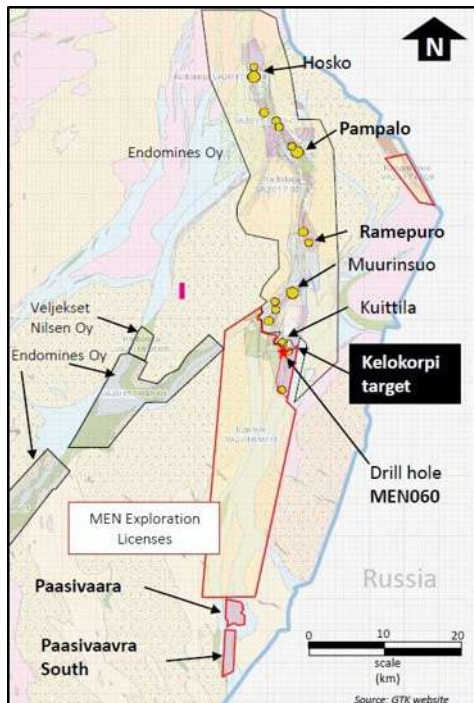 N
Hosko
Endomines Oy
Pampalo
Ramepuro
Muurinsuo
Veljekset
Nilsen Oy
Kuittila
Endomines Oy
Kelokorpi
target
Drill hole
MEN060
MEN Exploration
Licenses
Paasivaara
Russia
Paasivaavra
South
0 10 20
scale
(km)
Source: GTK website